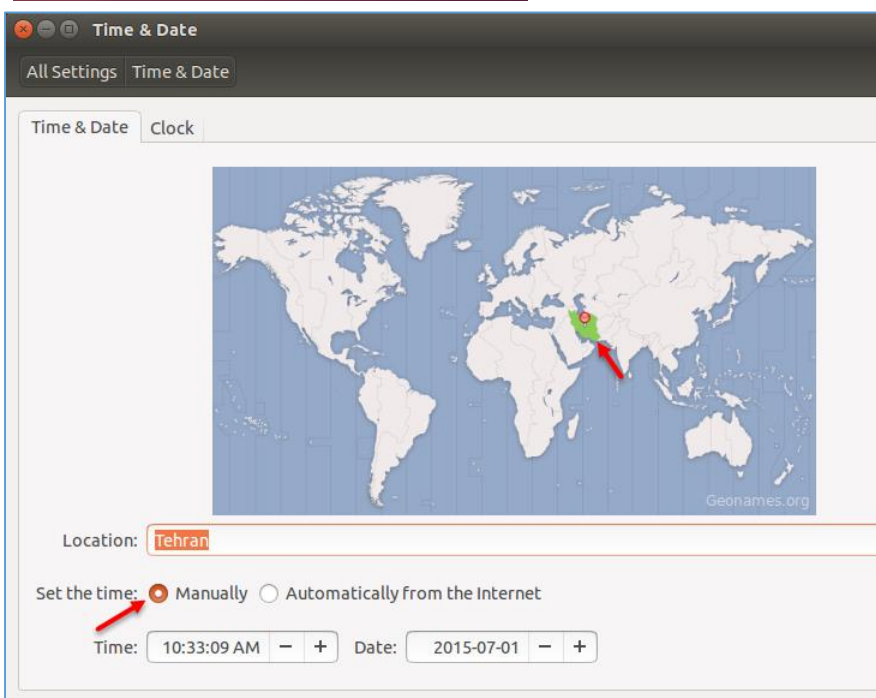 Time & Date
All Settings Time & Date
Time & Date Clock
Geonames.org
Location: Tehran
Set the time: Manually Automatically from the Internet
Time: 10:33:09 AM − + Date: 2015-07-01 − +